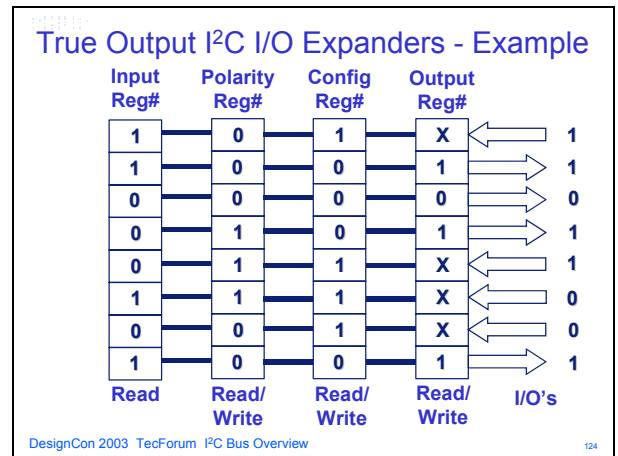 True Output I²C I/O Expanders - Example
Input Polarity Config Output
Reg# Reg# Reg# Reg#
1 0 1 X 1
1 0 0 1 1
0 0 0 0 0
0 1 0 1 1
0 1 1 X 1
1 1 1 X 0
0 0 1 X 0
1 0 0 1 1
Read Read/ Read/ Read/ I/O's
Write Write Write
DesignCon 2003 TecForum I²C Bus Overview 124